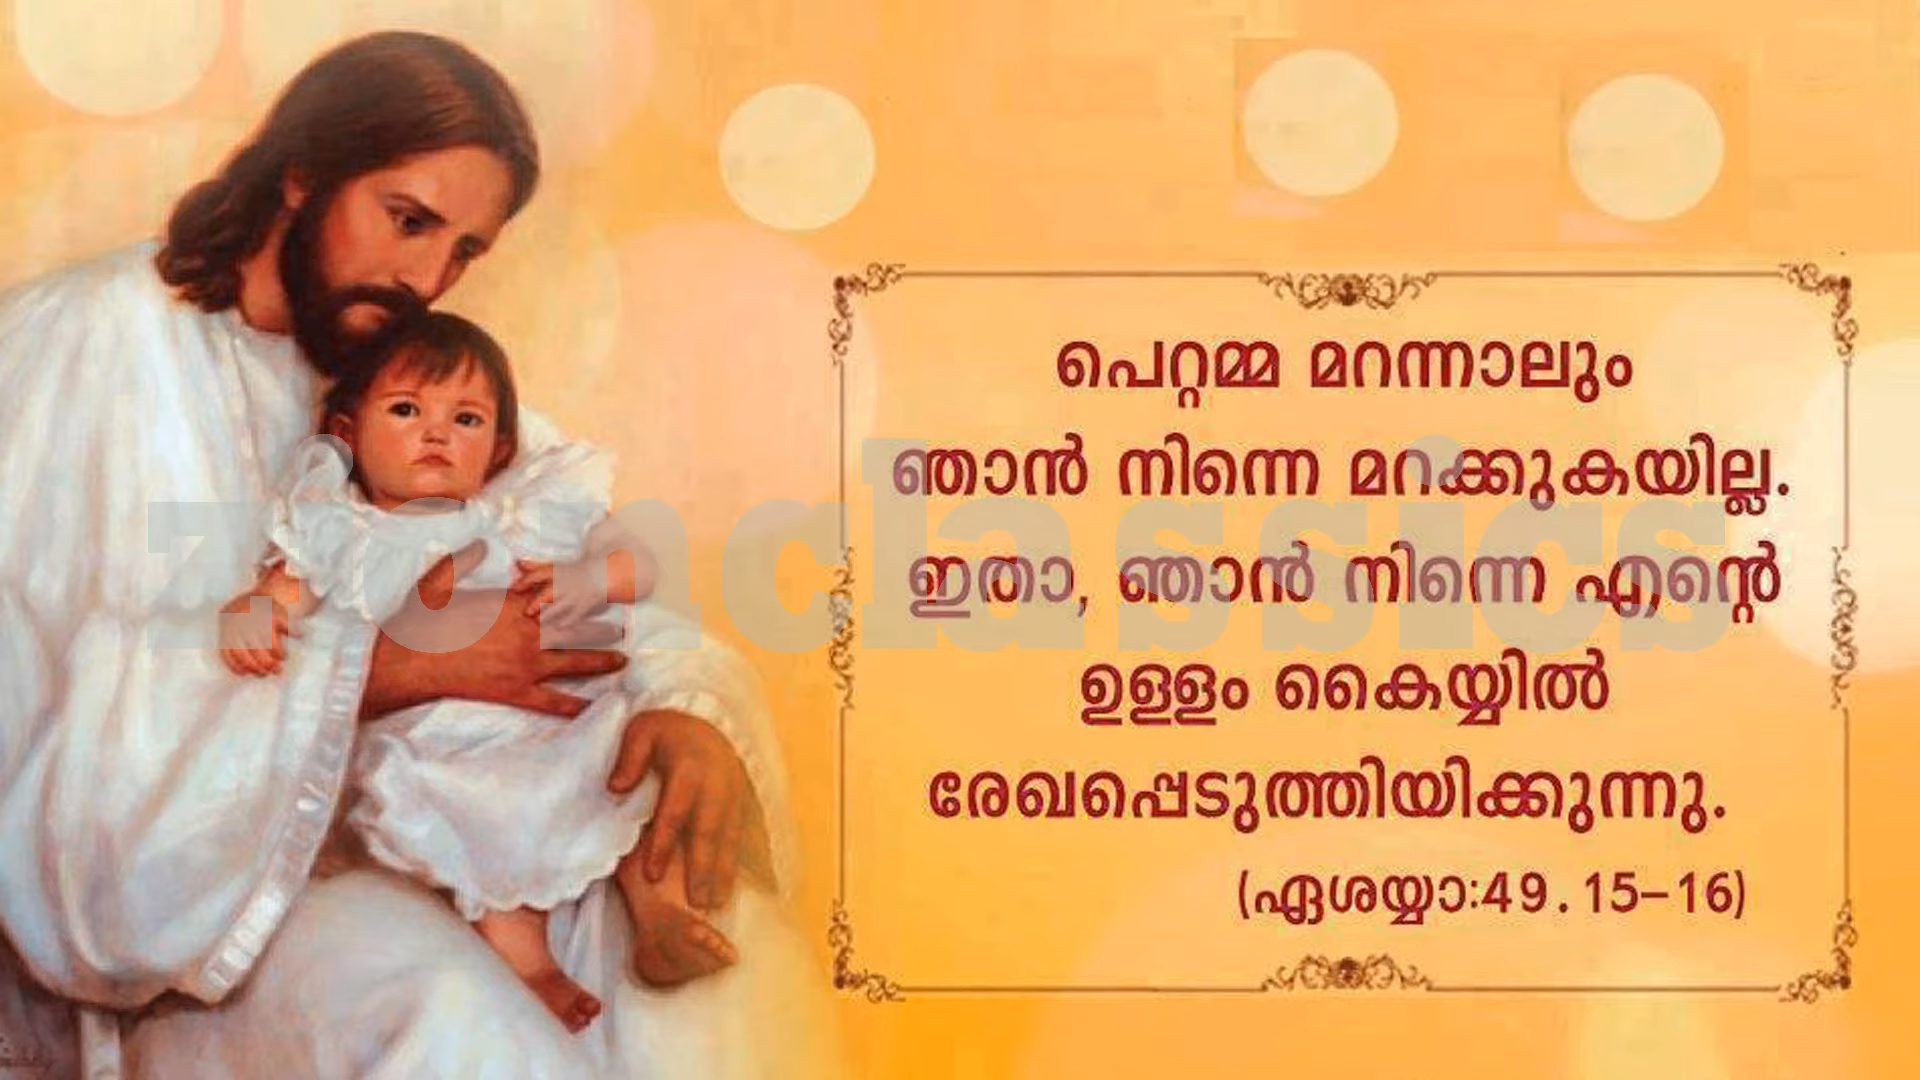 പെറ്റമ്മ മറന്നാലും
ഞാൻ നിന്നെ മറക്കുകയില്ല.
ഇതാ, ഞാൻ നിന്നെ എന്റെ
ഉള്ളം കൈയ്യിൽ
രേഖപ്പെടുത്തിയിക്കുന്നു.
(ഏശയ്യാ:49.15-16)
zionclassics